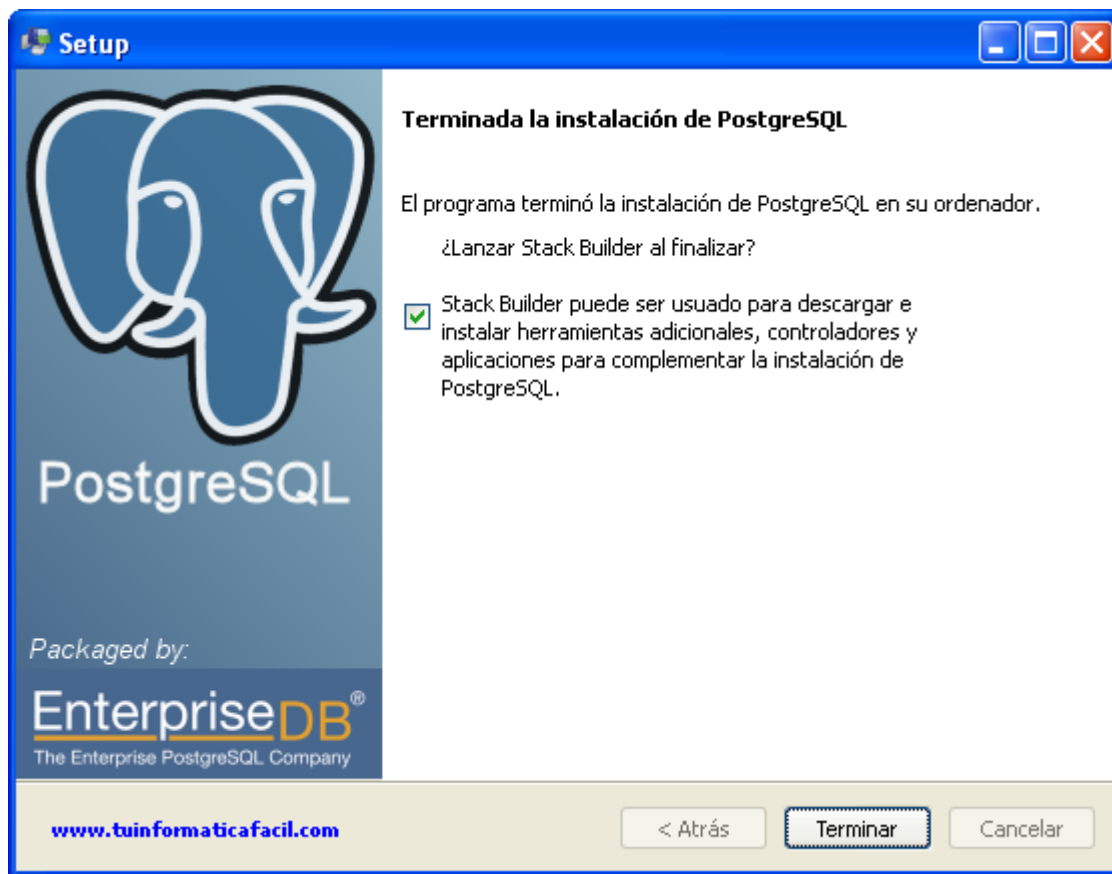 Setup
Terminada la instalación de PostgreSQL
El programa terminó la instalación de PostgreSQL en su ordenador.
¿Lanzar Stack Builder al finalizar?
Stack Builder puede ser usado para descargar e
instalar herramientas adicionales, controladores y
aplicaciones para complementar la instalación de
PostgreSQL.
PostgreSQL
Packaged by:
EnterpriseDB®
The Enterprise PostgreSQL Company
www.tuinformaticafacil.com
< Atrás
Terminar
Cancelar